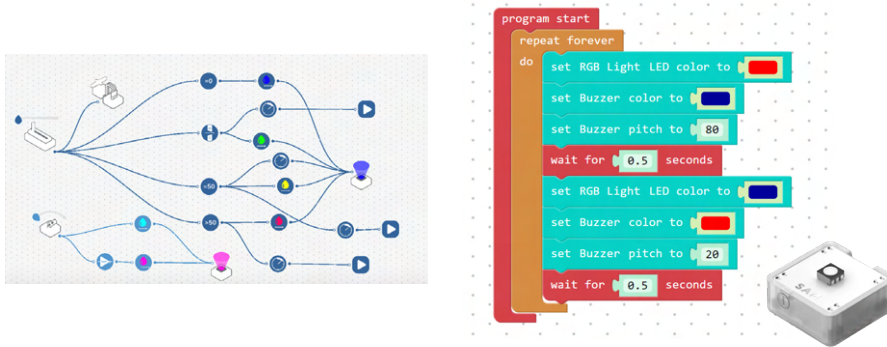 =0
<50
>50
program start
repeat forever
do
set RGB Light LED color to
set Buzzer color to
set Buzzer pitch to 80
wait for 0.5 seconds
set RGB Light LED color to
set Buzzer color to
set Buzzer pitch to 20
wait for 0.5 seconds